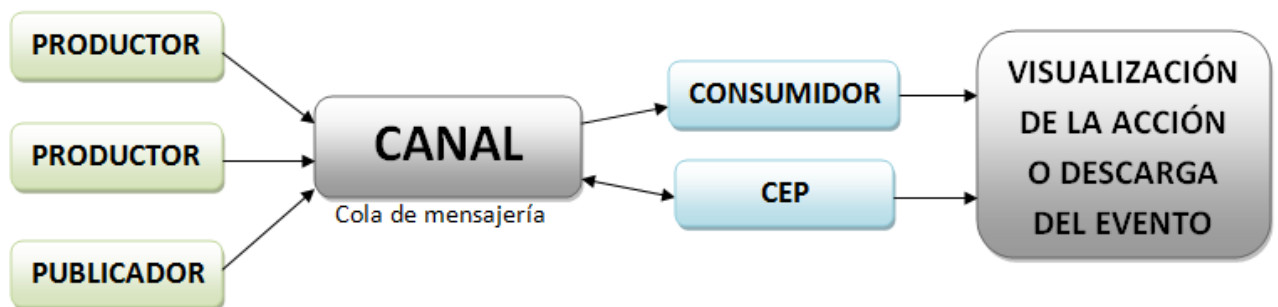 PRODUCTOR
PRODUCTOR
PUBLICADOR
CANAL
Cola de mensajería
CONSUMIDOR
CEP
VISUALIZACIÓN
DE LA ACCIÓN
O DESCARGA
DEL EVENTO